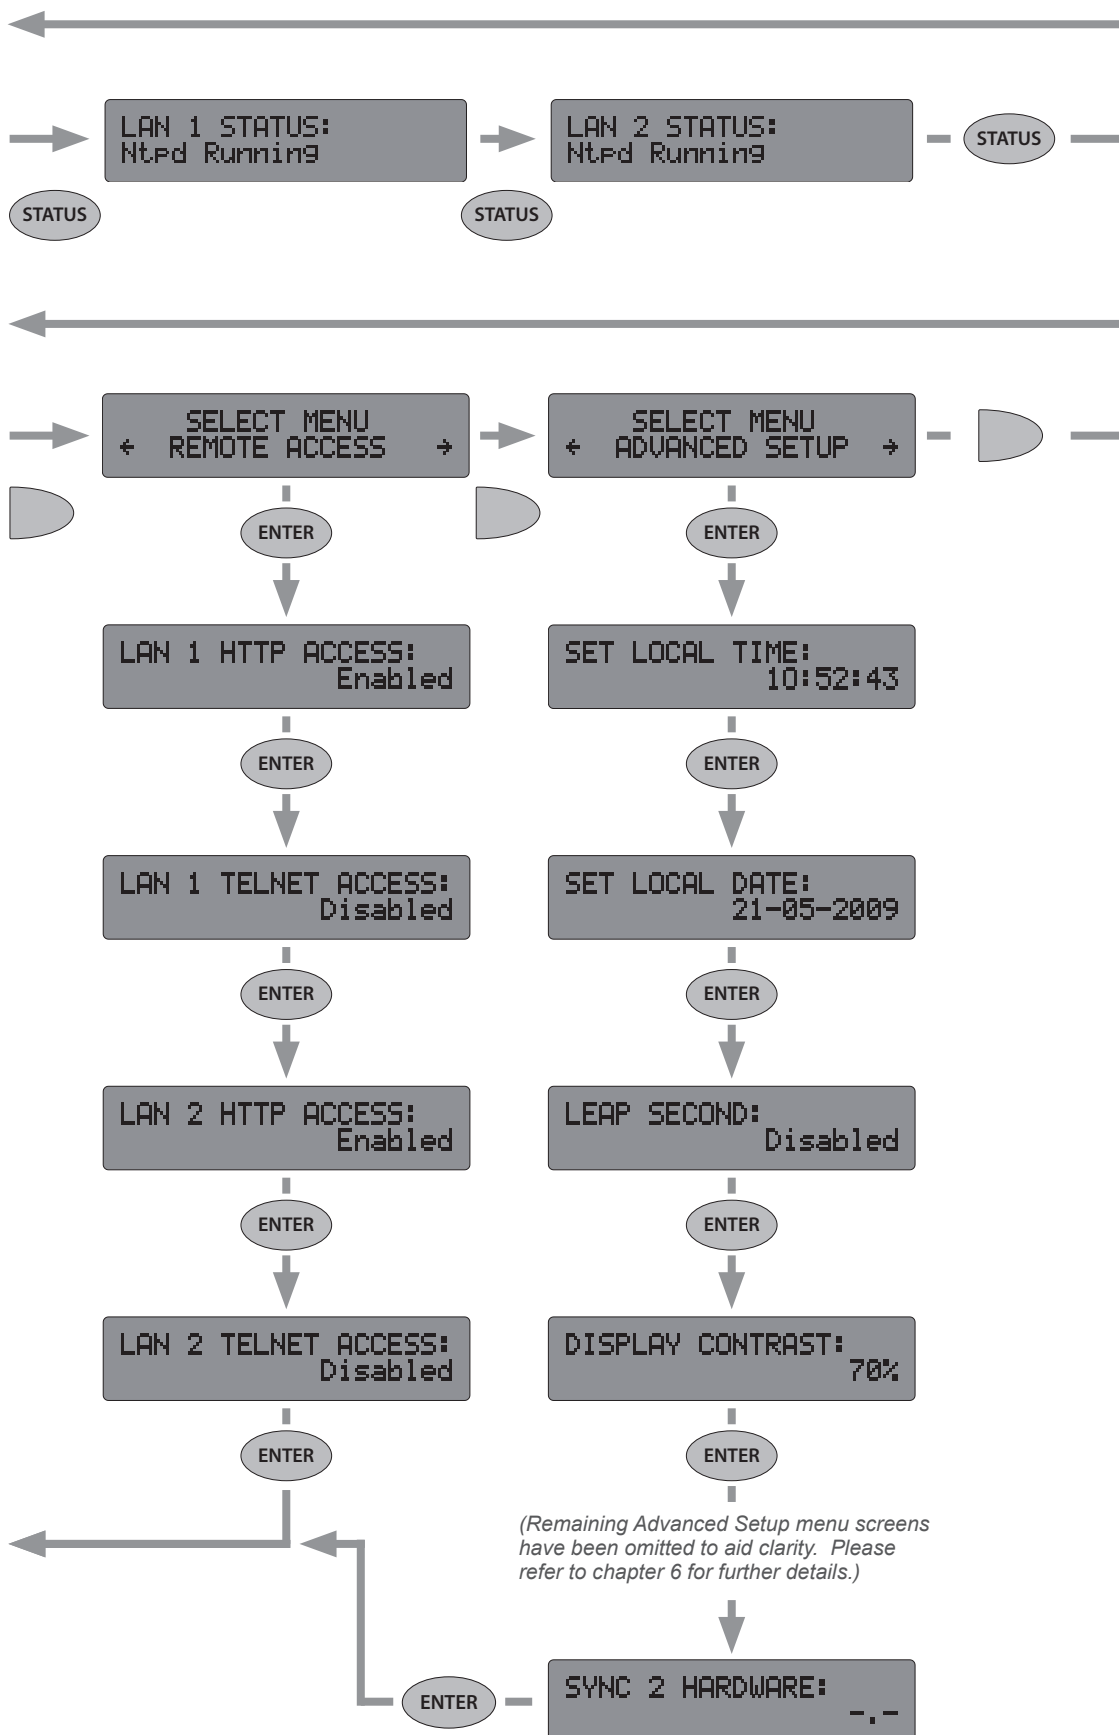 LAN 1 STATUS:
Ntpd Running
LAN 2 STATUS:
Ntpd Running
STATUS
STATUS
STATUS
SELECT MENU
← REMOTE ACCESS →
SELECT MENU
← ADVANCED SETUP →
ENTER
ENTER
LAN 1 HTTP ACCESS:
Enabled
SET LOCAL TIME:
10:52:43
ENTER
ENTER
LAN 1 TELNET ACCESS:
Disabled
SET LOCAL DATE:
21-05-2009
ENTER
ENTER
LAN 2 HTTP ACCESS:
Enabled
LEAP SECOND:
Disabled
ENTER
ENTER
LAN 2 TELNET ACCESS:
Disabled
DISPLAY CONTRAST:
70%
ENTER
ENTER
(Remaining Advanced Setup menu screens
have been omitted to aid clarity. Please
refer to chapter 6 for further details.)
ENTER
SYNC 2 HARDWARE:
-.-